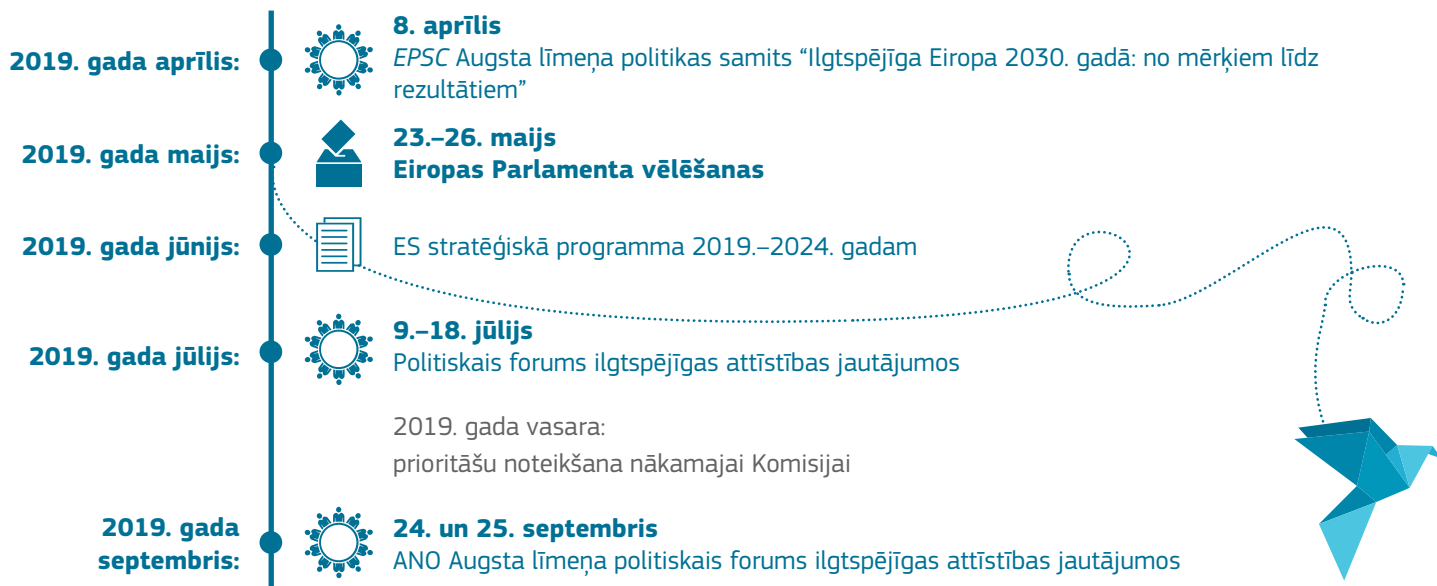 2019. gada aprīlis:
8. aprīlis
EPSC Augsta līmeņa politikas samits “Ilgtspējīga Eiropa 2030. gadā: no mērķiem līdz
rezultātiem”
2019. gada maijs:
23.–26. maijs
Eiropas Parlamenta vēlēšanas
2019. gada jūnijs:
ES stratēģiskā programma 2019.–2024. gadam
2019. gada jūlijs:
9.–18. jūlijs
Politiskais forums ilgtspējīgas attīstības jautājumos
2019. gada vasara:
prioritāšu noteikšana nākamajai Komisijai
2019. gada
septembris:
24. un 25. septembris
ANO Augsta līmeņa politiskais forums ilgtspējīgas attīstības jautājumos